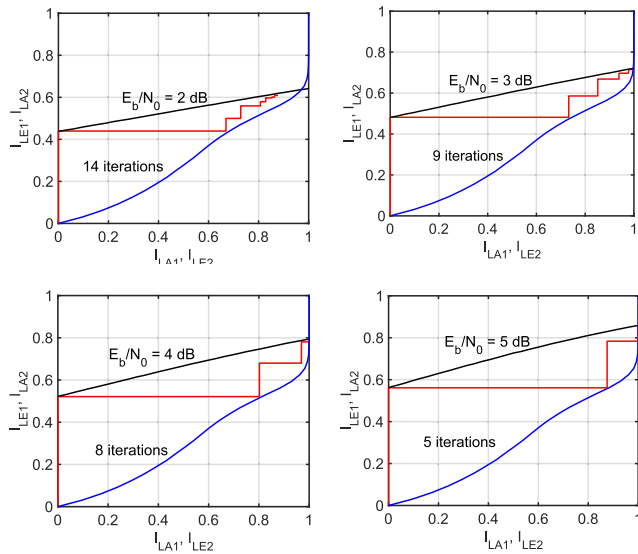 1
0.8
0.6
0.4
0.2
0
E_b/N_0 = 2 dB
14 iterations
I_LE1, I_LA2
0 0.2 0.4 0.6 0.8 1
I_LA1, I_LE2
1
0.8
0.6
0.4
0.2
0
E_b/N_0 = 3 dB
9 iterations
I_LE1, I_LA2
0 0.2 0.4 0.6 0.8 1
I_LA1, I_LE2
1
0.8
0.6
0.4
0.2
0
E_b/N_0 = 4 dB
8 iterations
I_LE1, I_LA2
0 0.2 0.4 0.6 0.8 1
I_LA1, I_LE2
1
0.8
0.6
0.4
0.2
0
E_b/N_0 = 5 dB
5 iterations
I_LE1, I_LA2
0 0.2 0.4 0.6 0.8 1
I_LA1, I_LE2